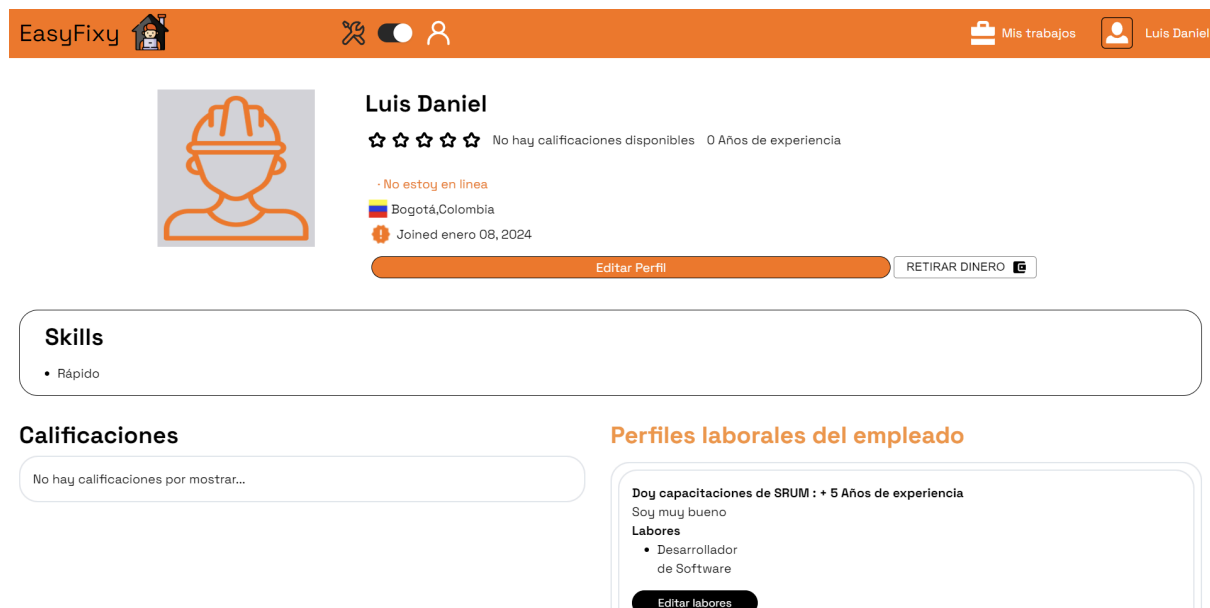 EasyFixy
Mis trabajos
Luis Daniel
Luis Daniel
No hay calificaciones disponibles 0 Años de experiencia
· No estoy en linea
Bogotá,Colombia
Joined enero 08, 2024
Editar Perfil
RETIRAR DINERO
Skills
Rápido
Calificaciones
No hay calificaciones por mostrar...
Perfiles laborales del empleado
Doy capacitaciones de SRUM : + 5 Años de experiencia
Soy muy bueno
Labores
Desarrollador
de Software
Editar labores